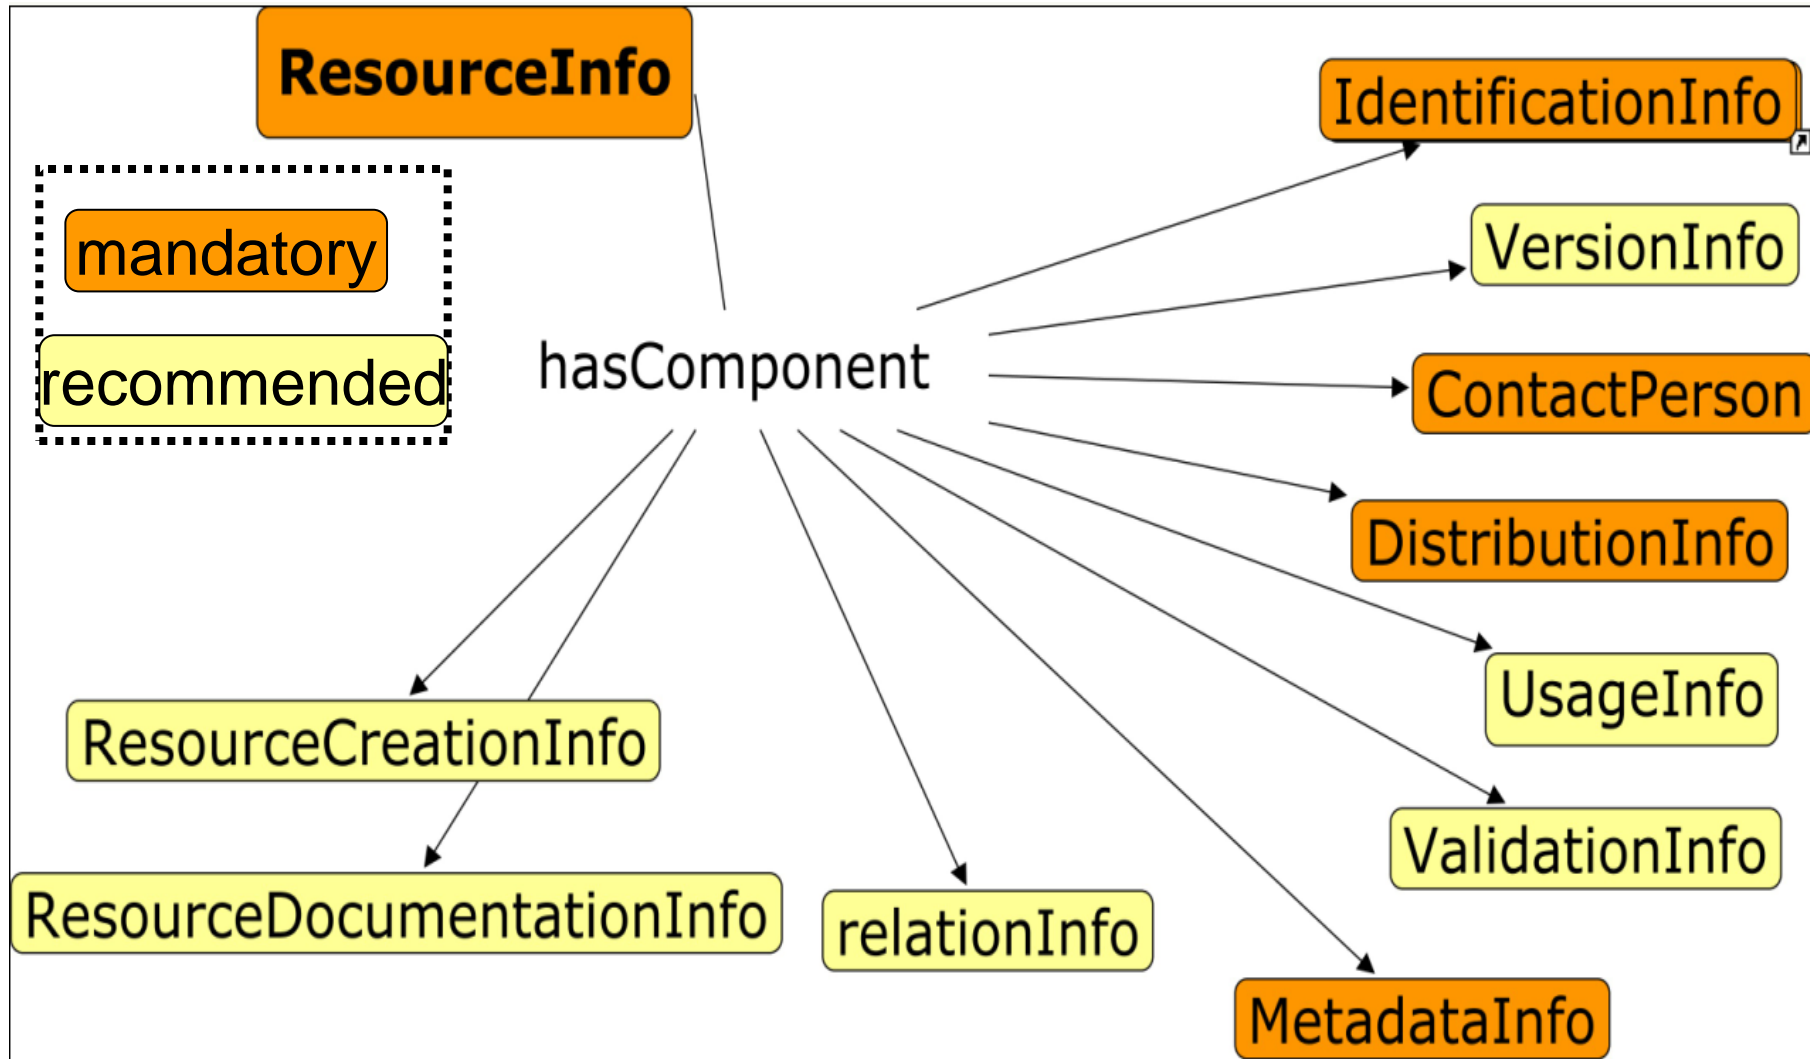 ResourceInfo
IdentificationInfo
mandatory
VersionInfo
recommended
hasComponent
ContactPerson
DistributionInfo
UsageInfo
ResourceCreationInfo
ValidationInfo
ResourceDocumentationInfo
relationInfo
MetadataInfo